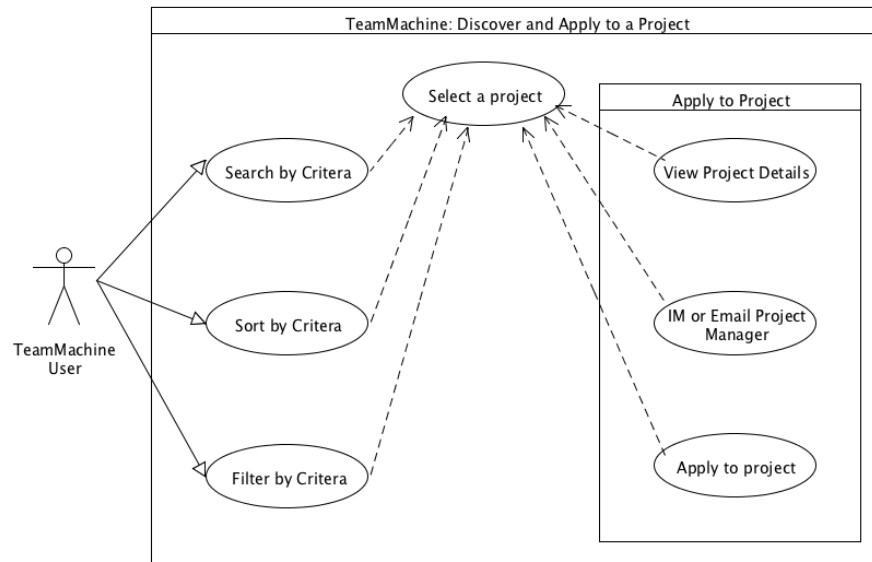 TeamMachine: Discover and Apply to a Project
Select a project
Apply to Project
Search by Critera
View Project Details
Sort by Critera
IM or Email Project
Manager
TeamMachine
User
Filter by Critera
Apply to project